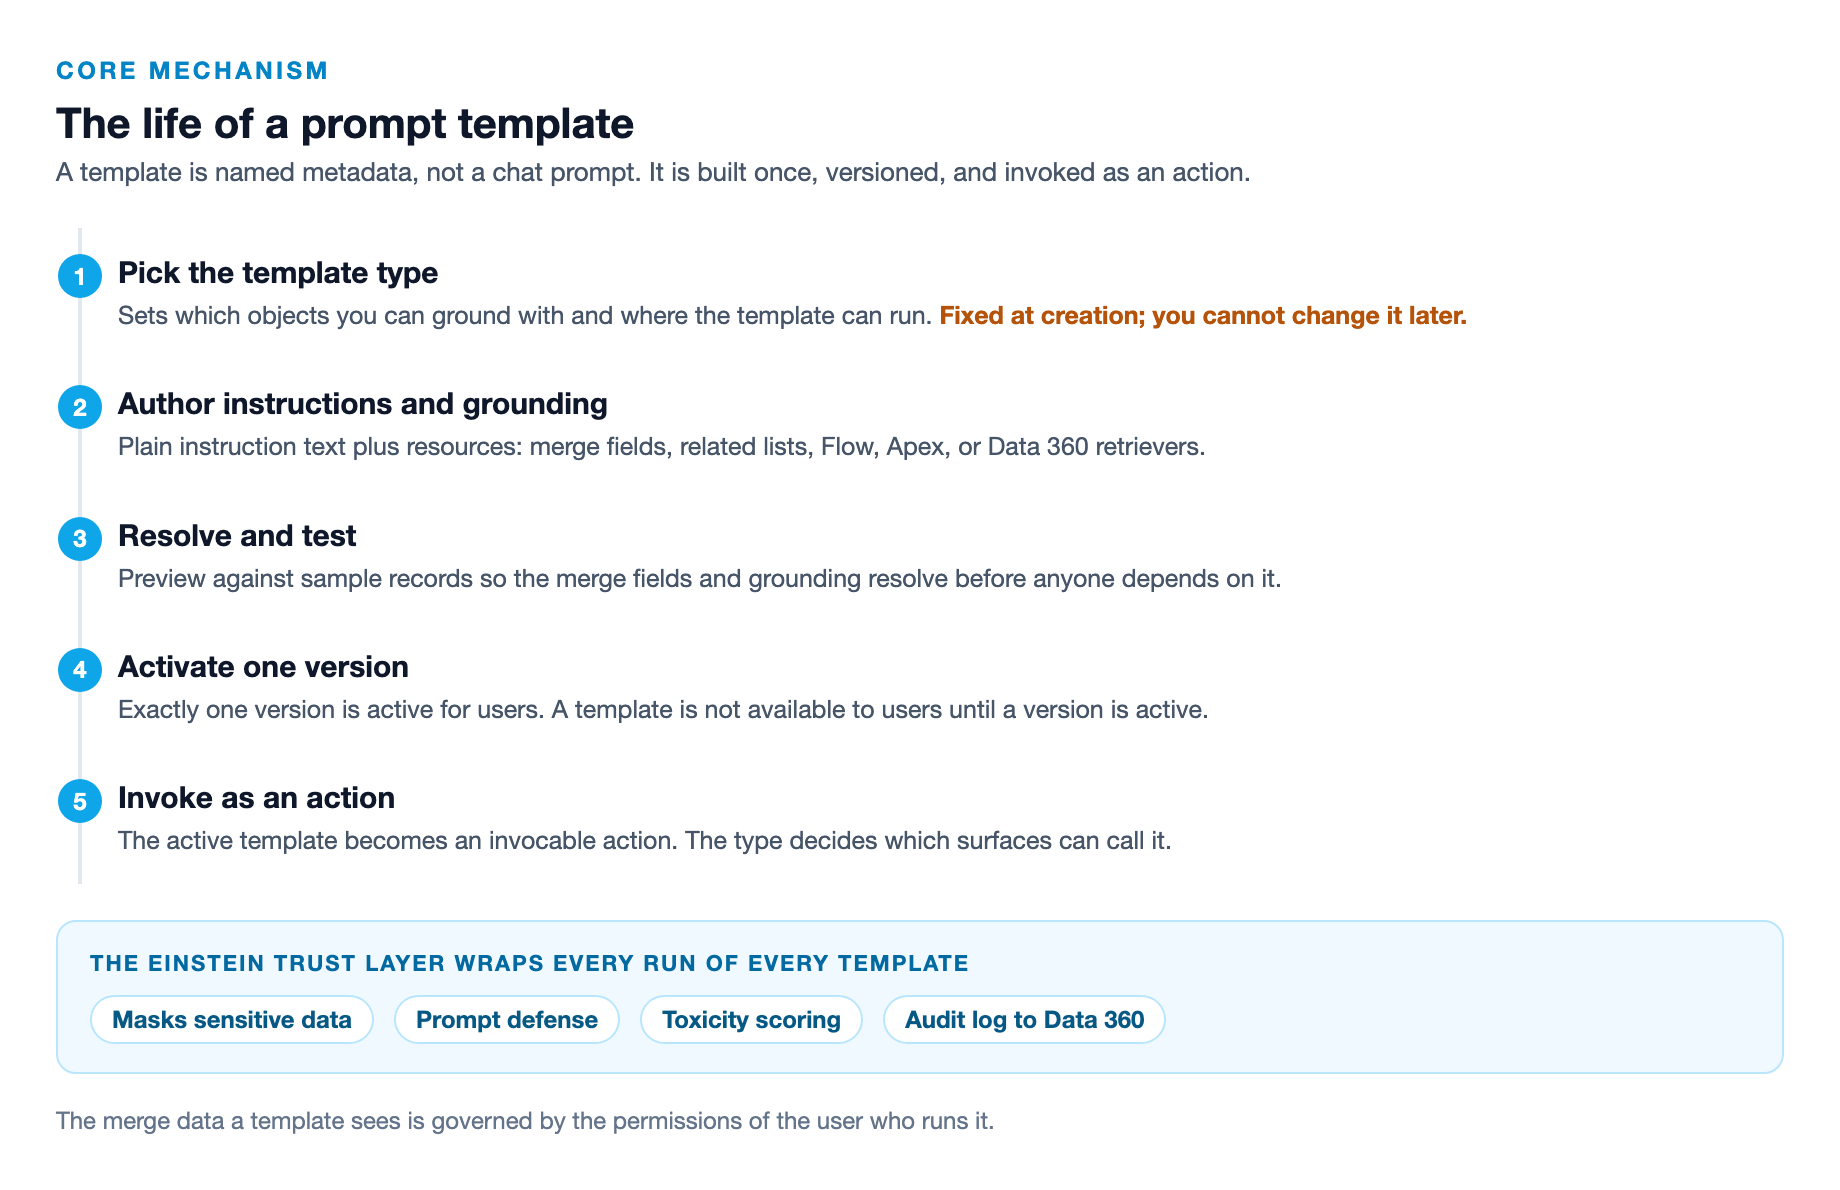 CORE MECHANISM
The life of a prompt template
A template is named metadata, not a chat prompt. It is built once, versioned, and invoked as an action.
1
Pick the template type
Sets which objects you can ground with and where the template can run. Fixed at creation; you cannot change it later.
2
Author instructions and grounding
Plain instruction text plus resources: merge fields, related lists, Flow, Apex, or Data 360 retrievers.
3
Resolve and test
Preview against sample records so the merge fields and grounding resolve before anyone depends on it.
4
Activate one version
Exactly one version is active for users. A template is not available to users until a version is active.
5
Invoke as an action
The active template becomes an invocable action. The type decides which surfaces can call it.
THE EINSTEIN TRUST LAYER WRAPS EVERY RUN OF EVERY TEMPLATE
Masks sensitive data
Prompt defense
Toxicity scoring
Audit log to Data 360
The merge data a template sees is governed by the permissions of the user who runs it.